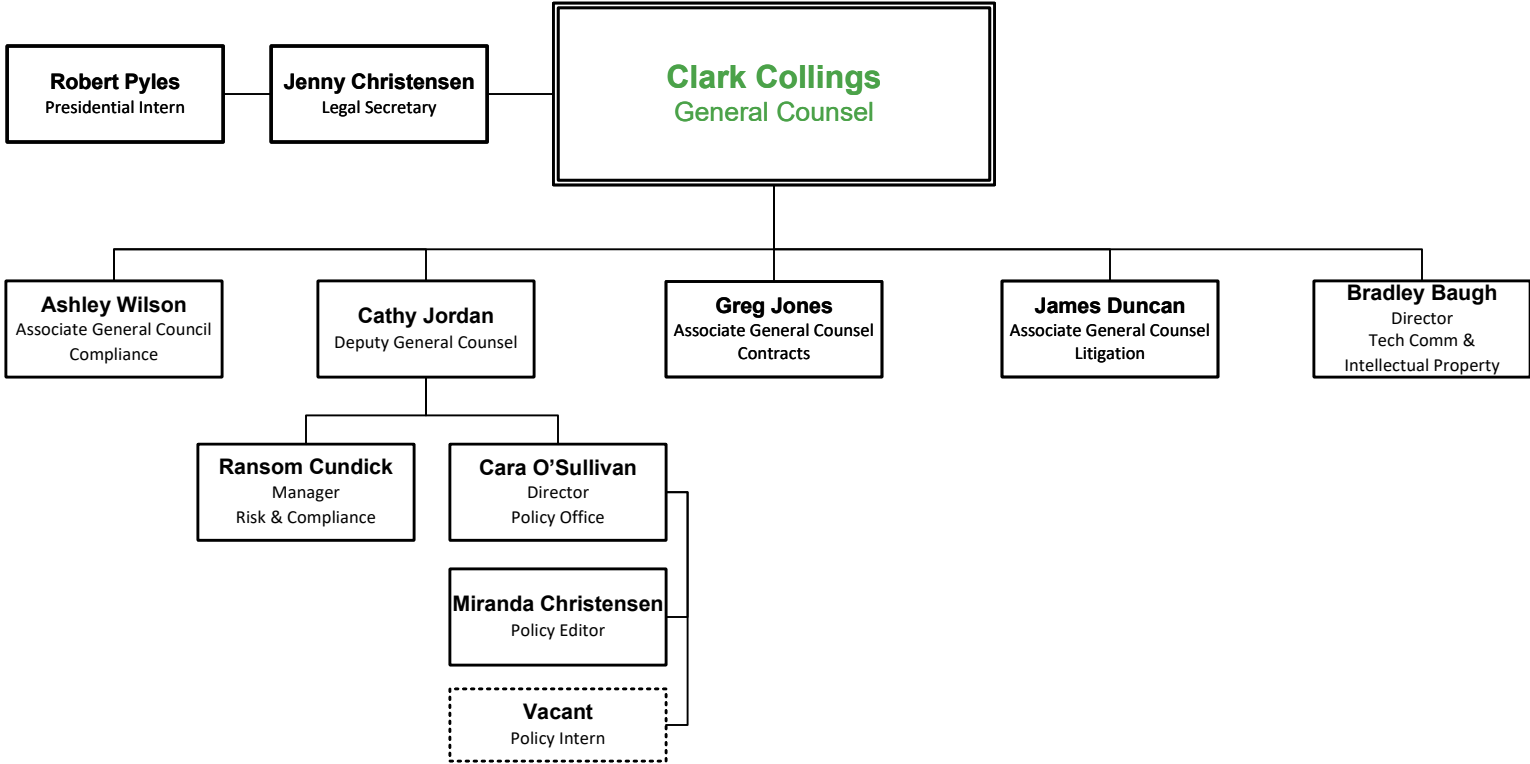 Robert Pyles
Presidential Intern
Jenny Christensen
Legal Secretary
Clark Collings
General Counsel
Ashley Wilson
Associate General Council
Compliance
Cathy Jordan
Deputy General Counsel
Greg Jones
Associate General Counsel
Contracts
James Duncan
Associate General Counsel
Litigation
Bradley Baugh
Director
Tech Comm &
Intellectual Property
Ransom Cundick
Manager
Risk & Compliance
Cara O’Sullivan
Director
Policy Office
Miranda Christensen
Policy Editor
Vacant
Policy Intern